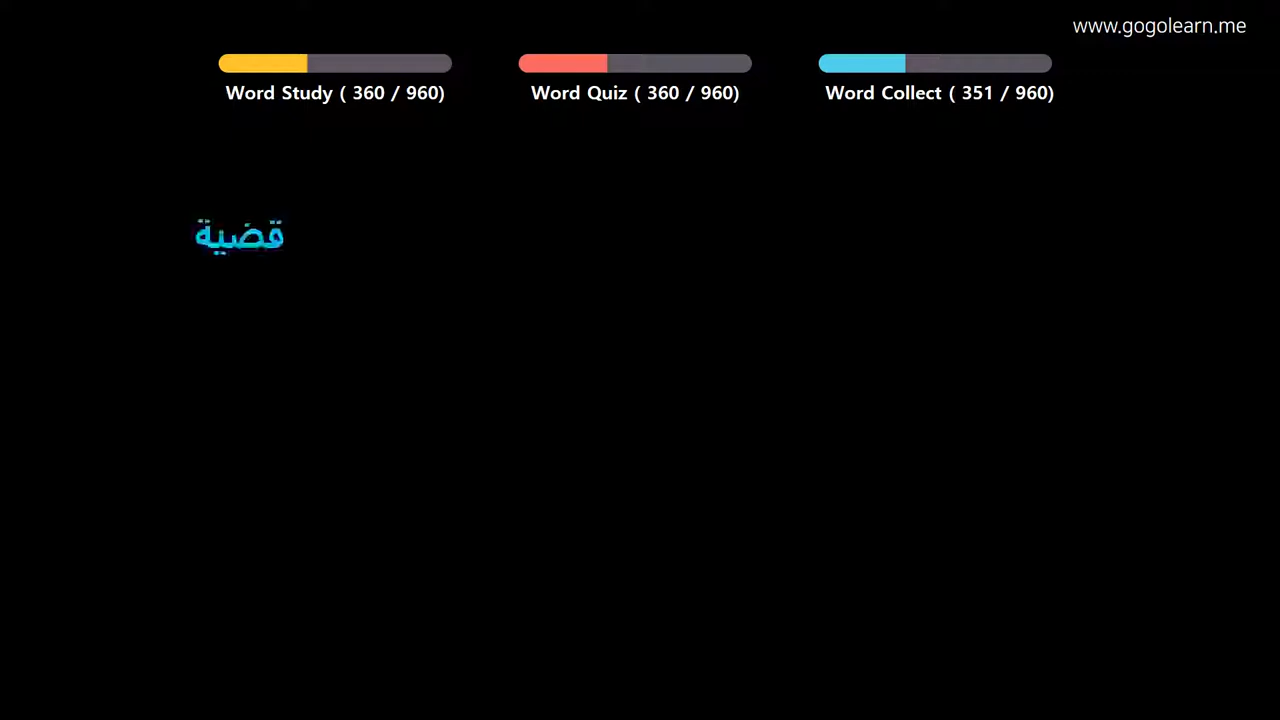 www.gogolearn.me
Word Study ( 360 / 960)
Word Quiz ( 360 / 960)
Word Collect ( 351 / 960)
قضية